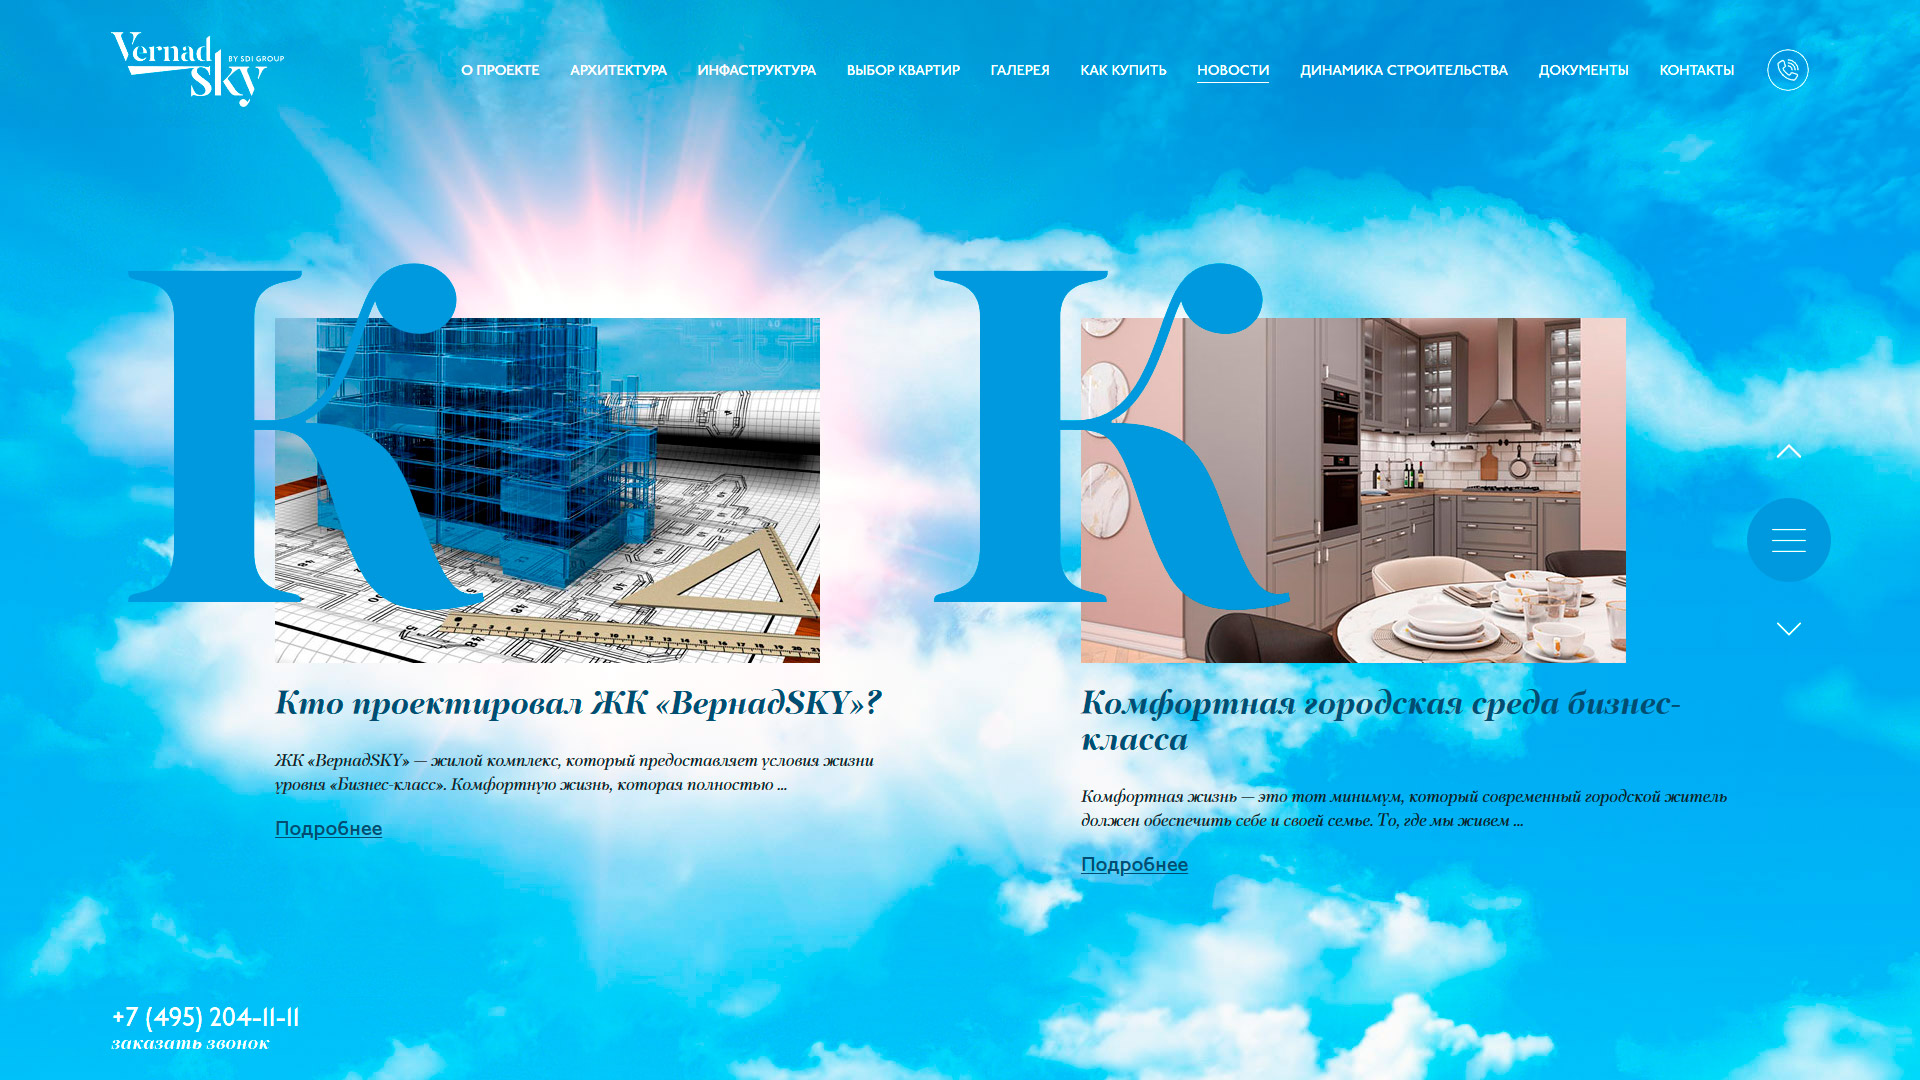 Vernad
sky
BY SDI GROUP
О ПРОЕКТЕ
АРХИТЕКТУРА
ИНФАСТРУКТУРА
ВЫБОР КВАРТИР
ГАЛЕРЕЯ
КАК КУПИТЬ
НОВОСТИ
ДИНАМИКА СТРОИТЕЛЬСТВА
ДОКУМЕНТЫ
КОНТАКТЫ
К
Кто проектировал ЖК «ВернадSKY»?
ЖК «ВернадSKY» — жилой комплекс, который предоставляет условия жизни
уровня «Бизнес-класс». Комфортную жизнь, которая полностью ...
Подробнее
К
Комфортная городская среда бизнес-
класса
Комфортная жизнь — это тот минимум, который современный городской житель
должен обеспечить себе и своей семье. То, где мы живем ...
Подробнее
+7 (495) 204-11-11
заказать звонок